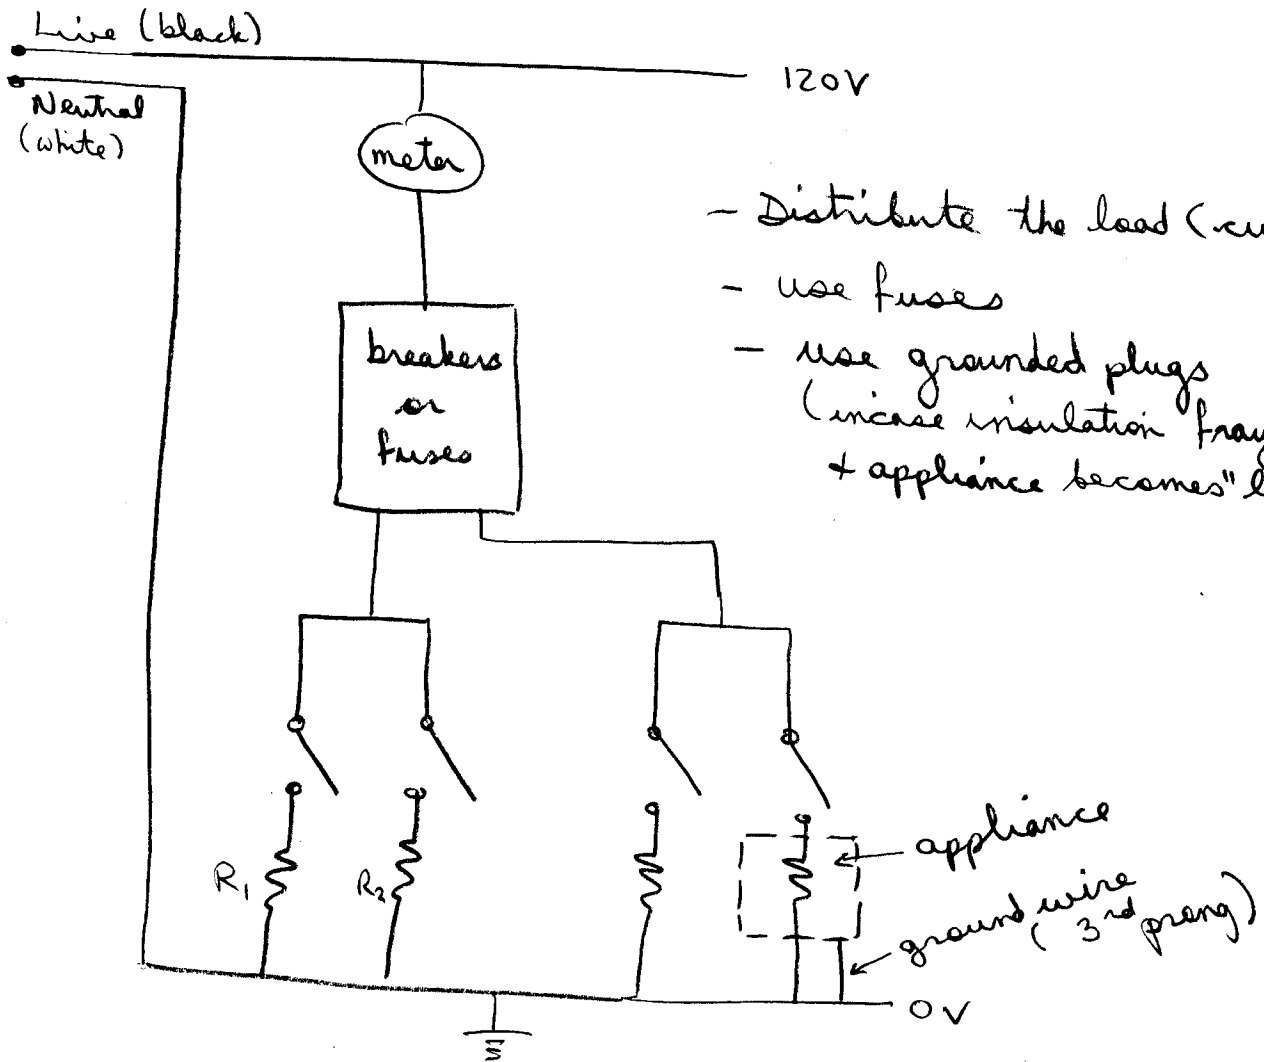 Live (black)
120V
Neutral
(white)
meter
- Distribute the load
- use fuses
- use grounded plugs
(incase insulation
+ appliance becomes
breakers
or
fuses
R1
R2
appliance
ground wire
(3rd prong)
0V